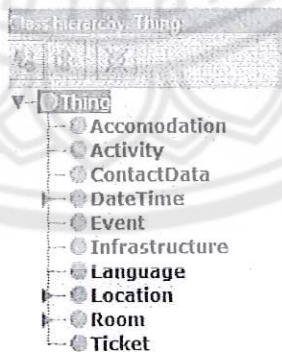 Class hierarchy: Thing
Thing
Accomodation
Activity
ContactData
DateTime
Event
Infrastructure
Language
Location
Room
Ticket